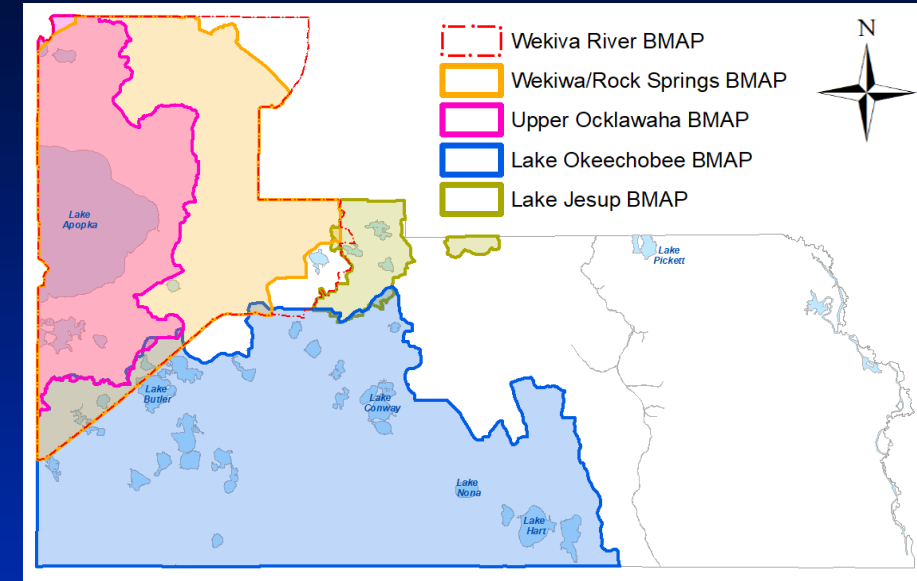 N
Wekiva River BMAP
Wekiwa/Rock Springs BMAP
Upper Ocklawaha BMAP
Lake Okeechobee BMAP
Lake Jesup BMAP
Lake
Apopka
Lake
Pickett
Lake
Butler
Lake
Conway
Lake
Nona
Lake
Hart